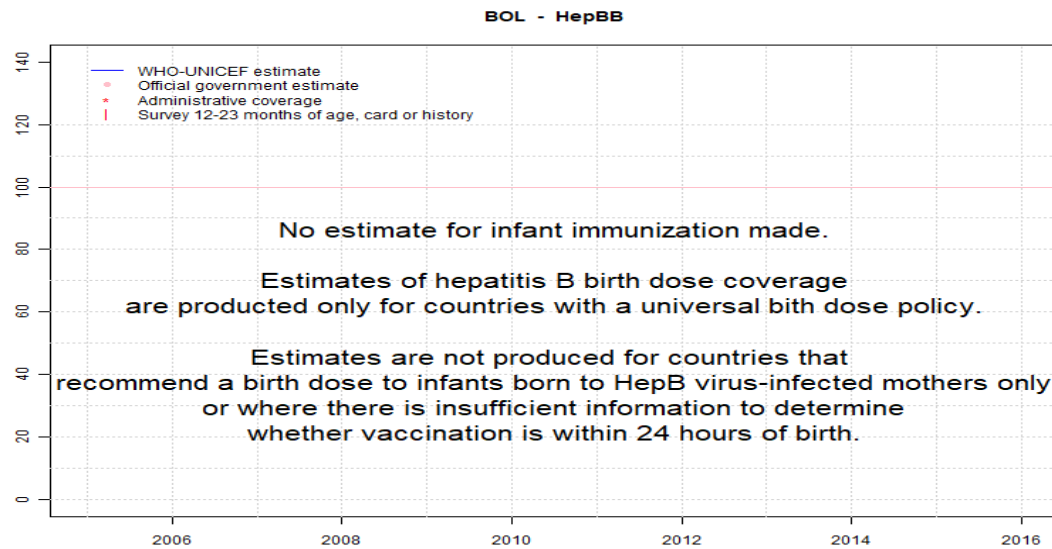 BOL - HepBB
WHO-UNICEF estimate
Official government estimate
Administrative coverage
Survey 12-23 months of age, card or history
140
120
100
80
60
40
20
0
No estimate for infant immunization made.
Estimates of hepatitis B birth dose coverage
are producted only for countries with a universal bith dose policy.
Estimates are not produced for countries that
recommend a birth dose to infants born to HepB virus-infected mothers only
or where there is insufficient information to determine
whether vaccination is within 24 hours of birth.
2006 2008 2010 2012 2014 2016